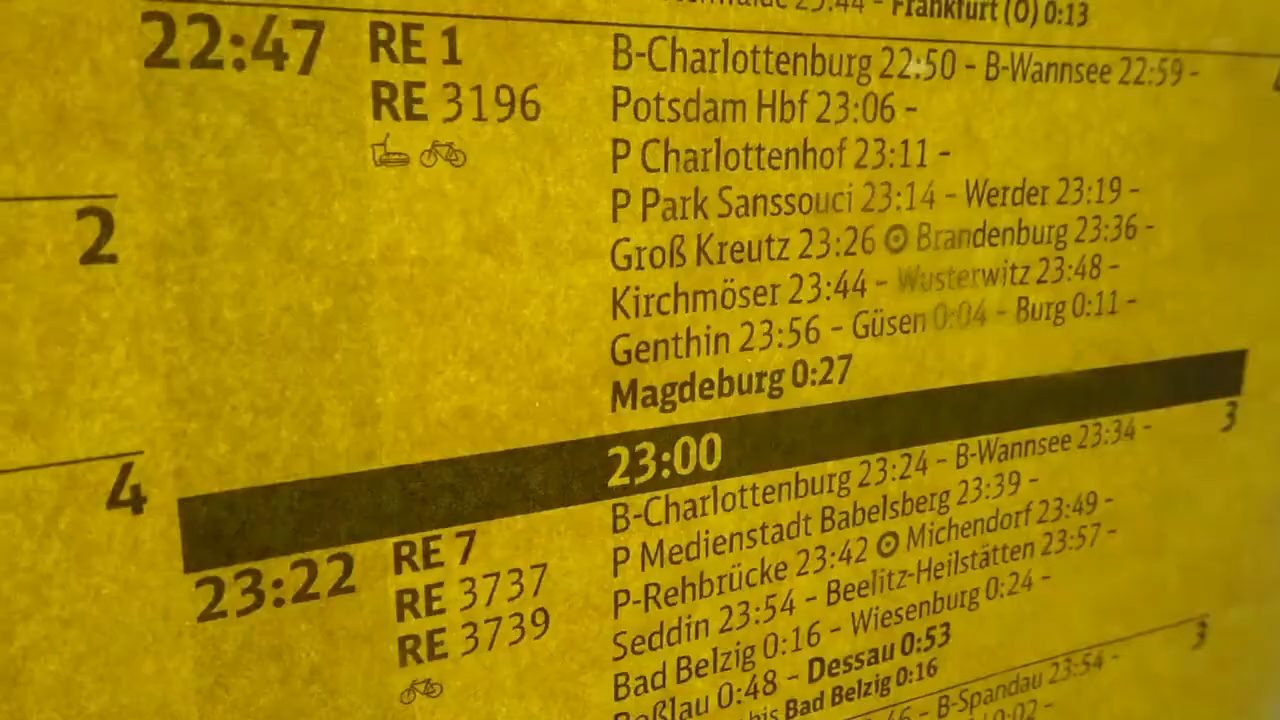 23:44 - Frankfurt (O) 0:13
22:47 RE 1 B-Charlottenburg 22:50 - B-Wannsee 22:59 -
RE 3196 Potsdam Hbf 23:06 -
P Charlottenhof 23:11 -
P Park Sanssouci 23:14 - Werder 23:19 -
2 Groß Kreutz 23:26 ⊙ Brandenburg 23:36 -
Kirchmöser 23:44 - Wusterwitz 23:48 -
Genthin 23:56 - Güsen 0:04 - Burg 0:11 -
Magdeburg 0:27
23:00
4 B-Charlottenburg 23:24 - B-Wannsee 23:34 - 3
23:22 RE 7 P Medienstadt Babelsberg 23:39 -
RE 3737 P-Rehbrücke 23:42 ⊙ Michendorf 23:49 -
RE 3739 Seddin 23:54 - Beelitz-Heilstätten 23:57 -
Bad Belzig 0:16 - Wiesenburg 0:24 -
Roßlau 0:48 - Dessau 0:53
bis Bad Belzig 0:16
3
B-Spandau 23:54 -
0:02 -